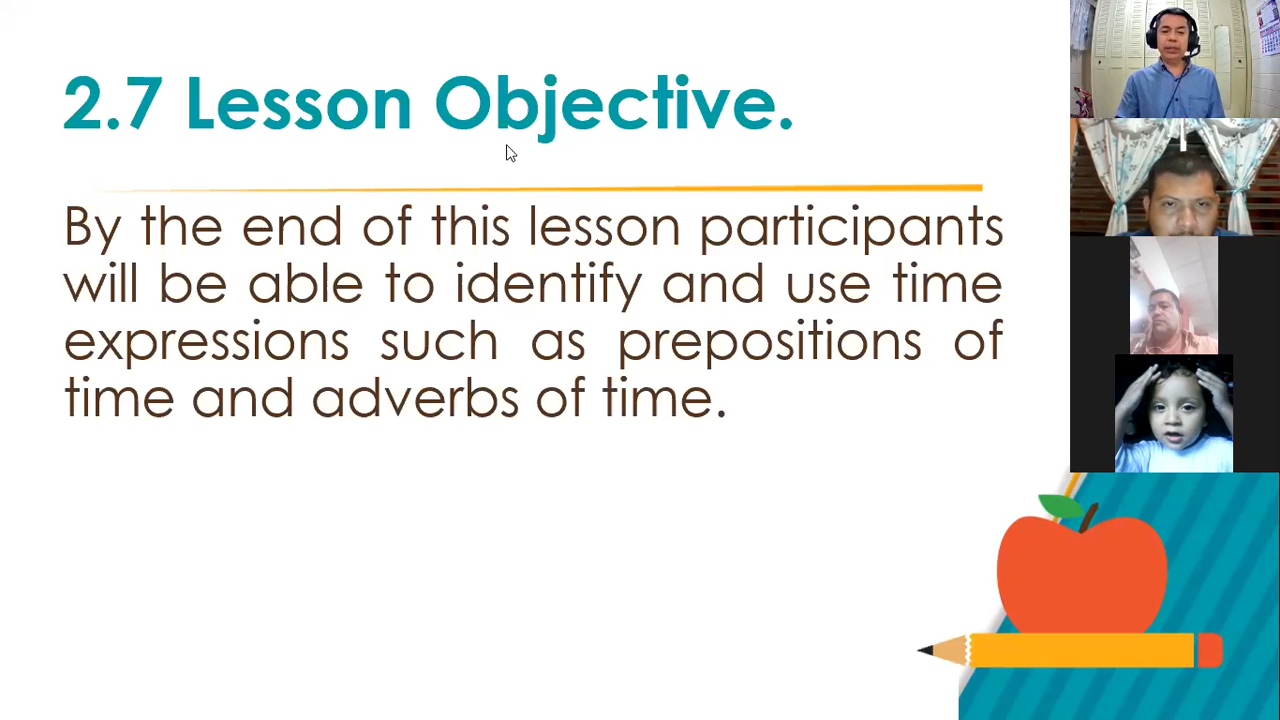 2.7 Lesson Objective.
By the end of this lesson participants
will be able to identify and use time
expressions such as prepositions of
time and adverbs of time.